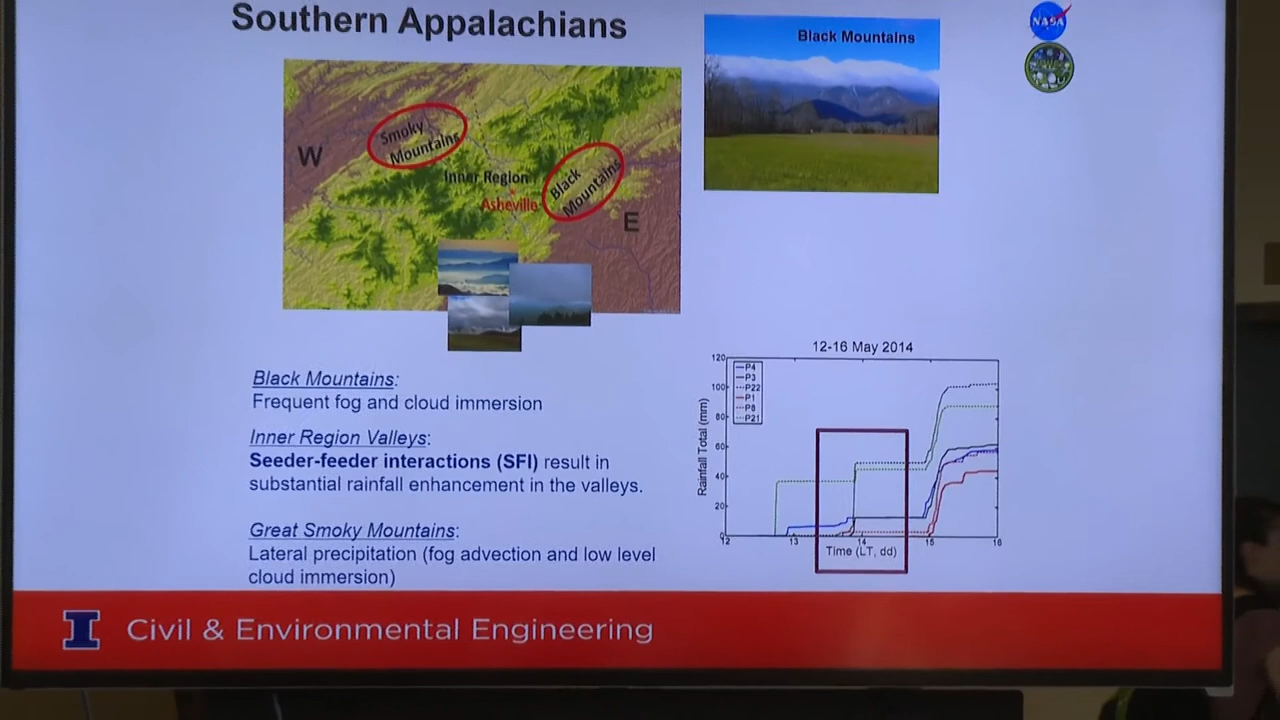 Southern Appalachians
NASA
Black Mountains
W
Smoky
Mountains
Inner Region
Asheville
Black
Mountains
E
Black Mountains:
Frequent fog and cloud immersion
Inner Region Valleys:
Seeder-feeder interactions (SFI) result in
substantial rainfall enhancement in the valleys.
Great Smoky Mountains:
Lateral precipitation (fog advection and low level
cloud immersion)
12-16 May 2014
Rainfall Total (mm)
120
100
80
60
40
20
0
P4
P3
P22
P1
P8
P21
12
13
14
15
16
Time (LT, dd)
I
Civil & Environmental Engineering